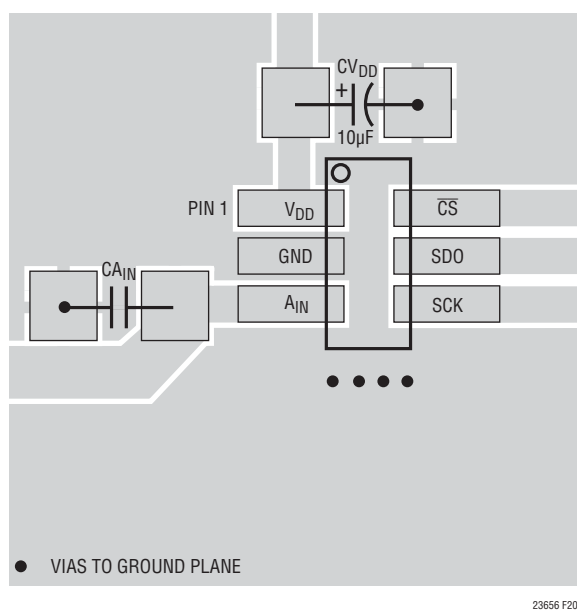 CVDD
+
10µF
PIN 1
VDD
CS
GND
SDO
CAIN
AIN
SCK
VIAS TO GROUND PLANE
23656 F20